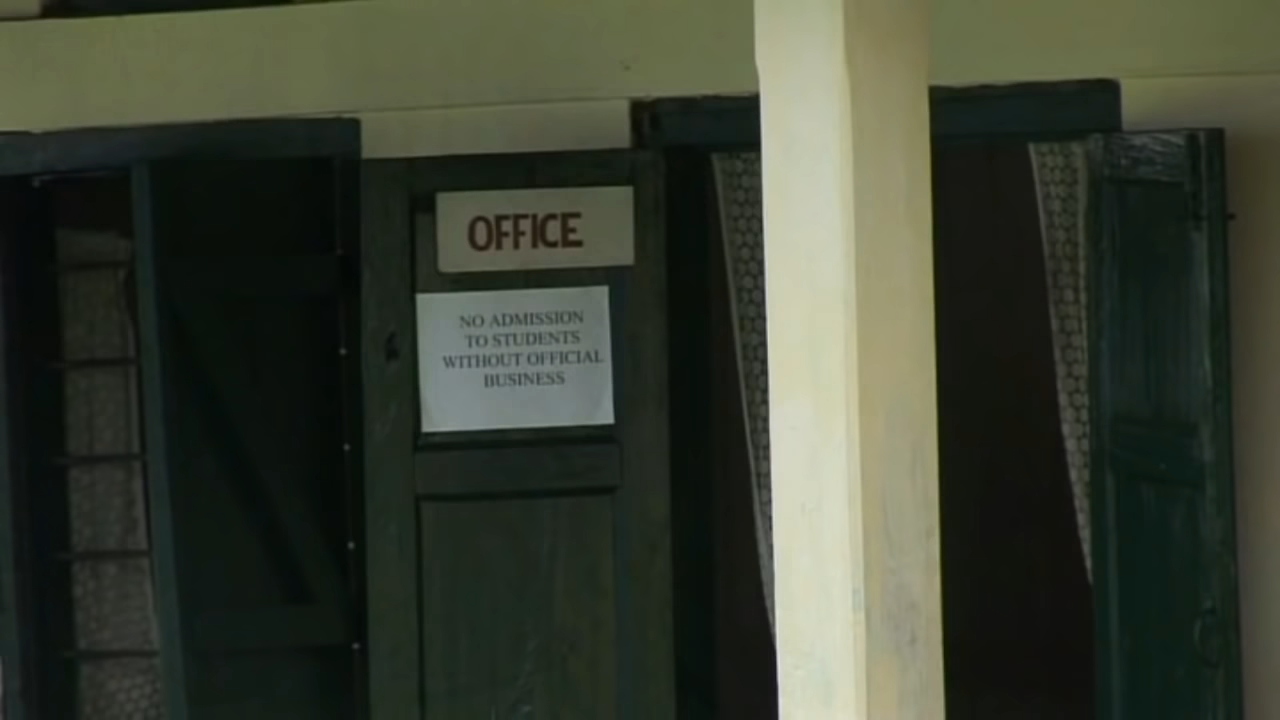 OFFICE
NO ADMISSION
TO STUDENTS
WITHOUT OFFICIAL
BUSINESS